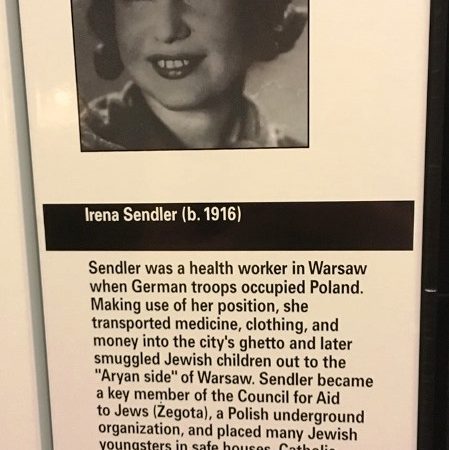 Irena Sendler (b. 1916)
Sendler was a health worker in Warsaw
when German troops occupied Poland.
Making use of her position, she
transported medicine, clothing, and
money into the city's ghetto and later
smuggled Jewish children out to the
"Aryan side" of Warsaw. Sendler became
a key member of the Council for Aid
to Jews (Żegota), a Polish underground
organization, and placed many Jewish
youngsters in safe houses, Catholic